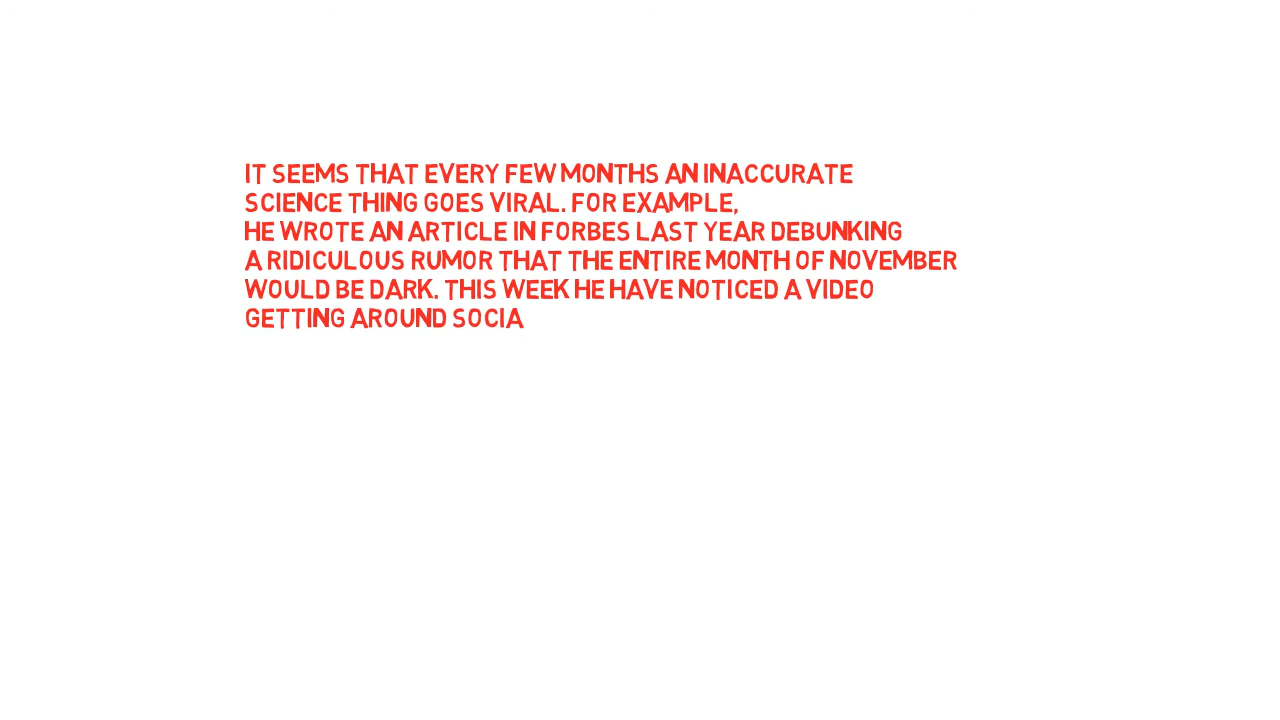 IT SEEMS THAT EVERY FEW MONTHS AN INACCURATE
SCIENCE THING GOES VIRAL. FOR EXAMPLE,
HE WROTE AN ARTICLE IN FORBES LAST YEAR DEBUNKING
A RIDICULOUS RUMOR THAT THE ENTIRE MONTH OF NOVEMBER
WOULD BE DARK. THIS WEEK HE HAVE NOTICED A VIDEO
GETTING AROUND SOCIA